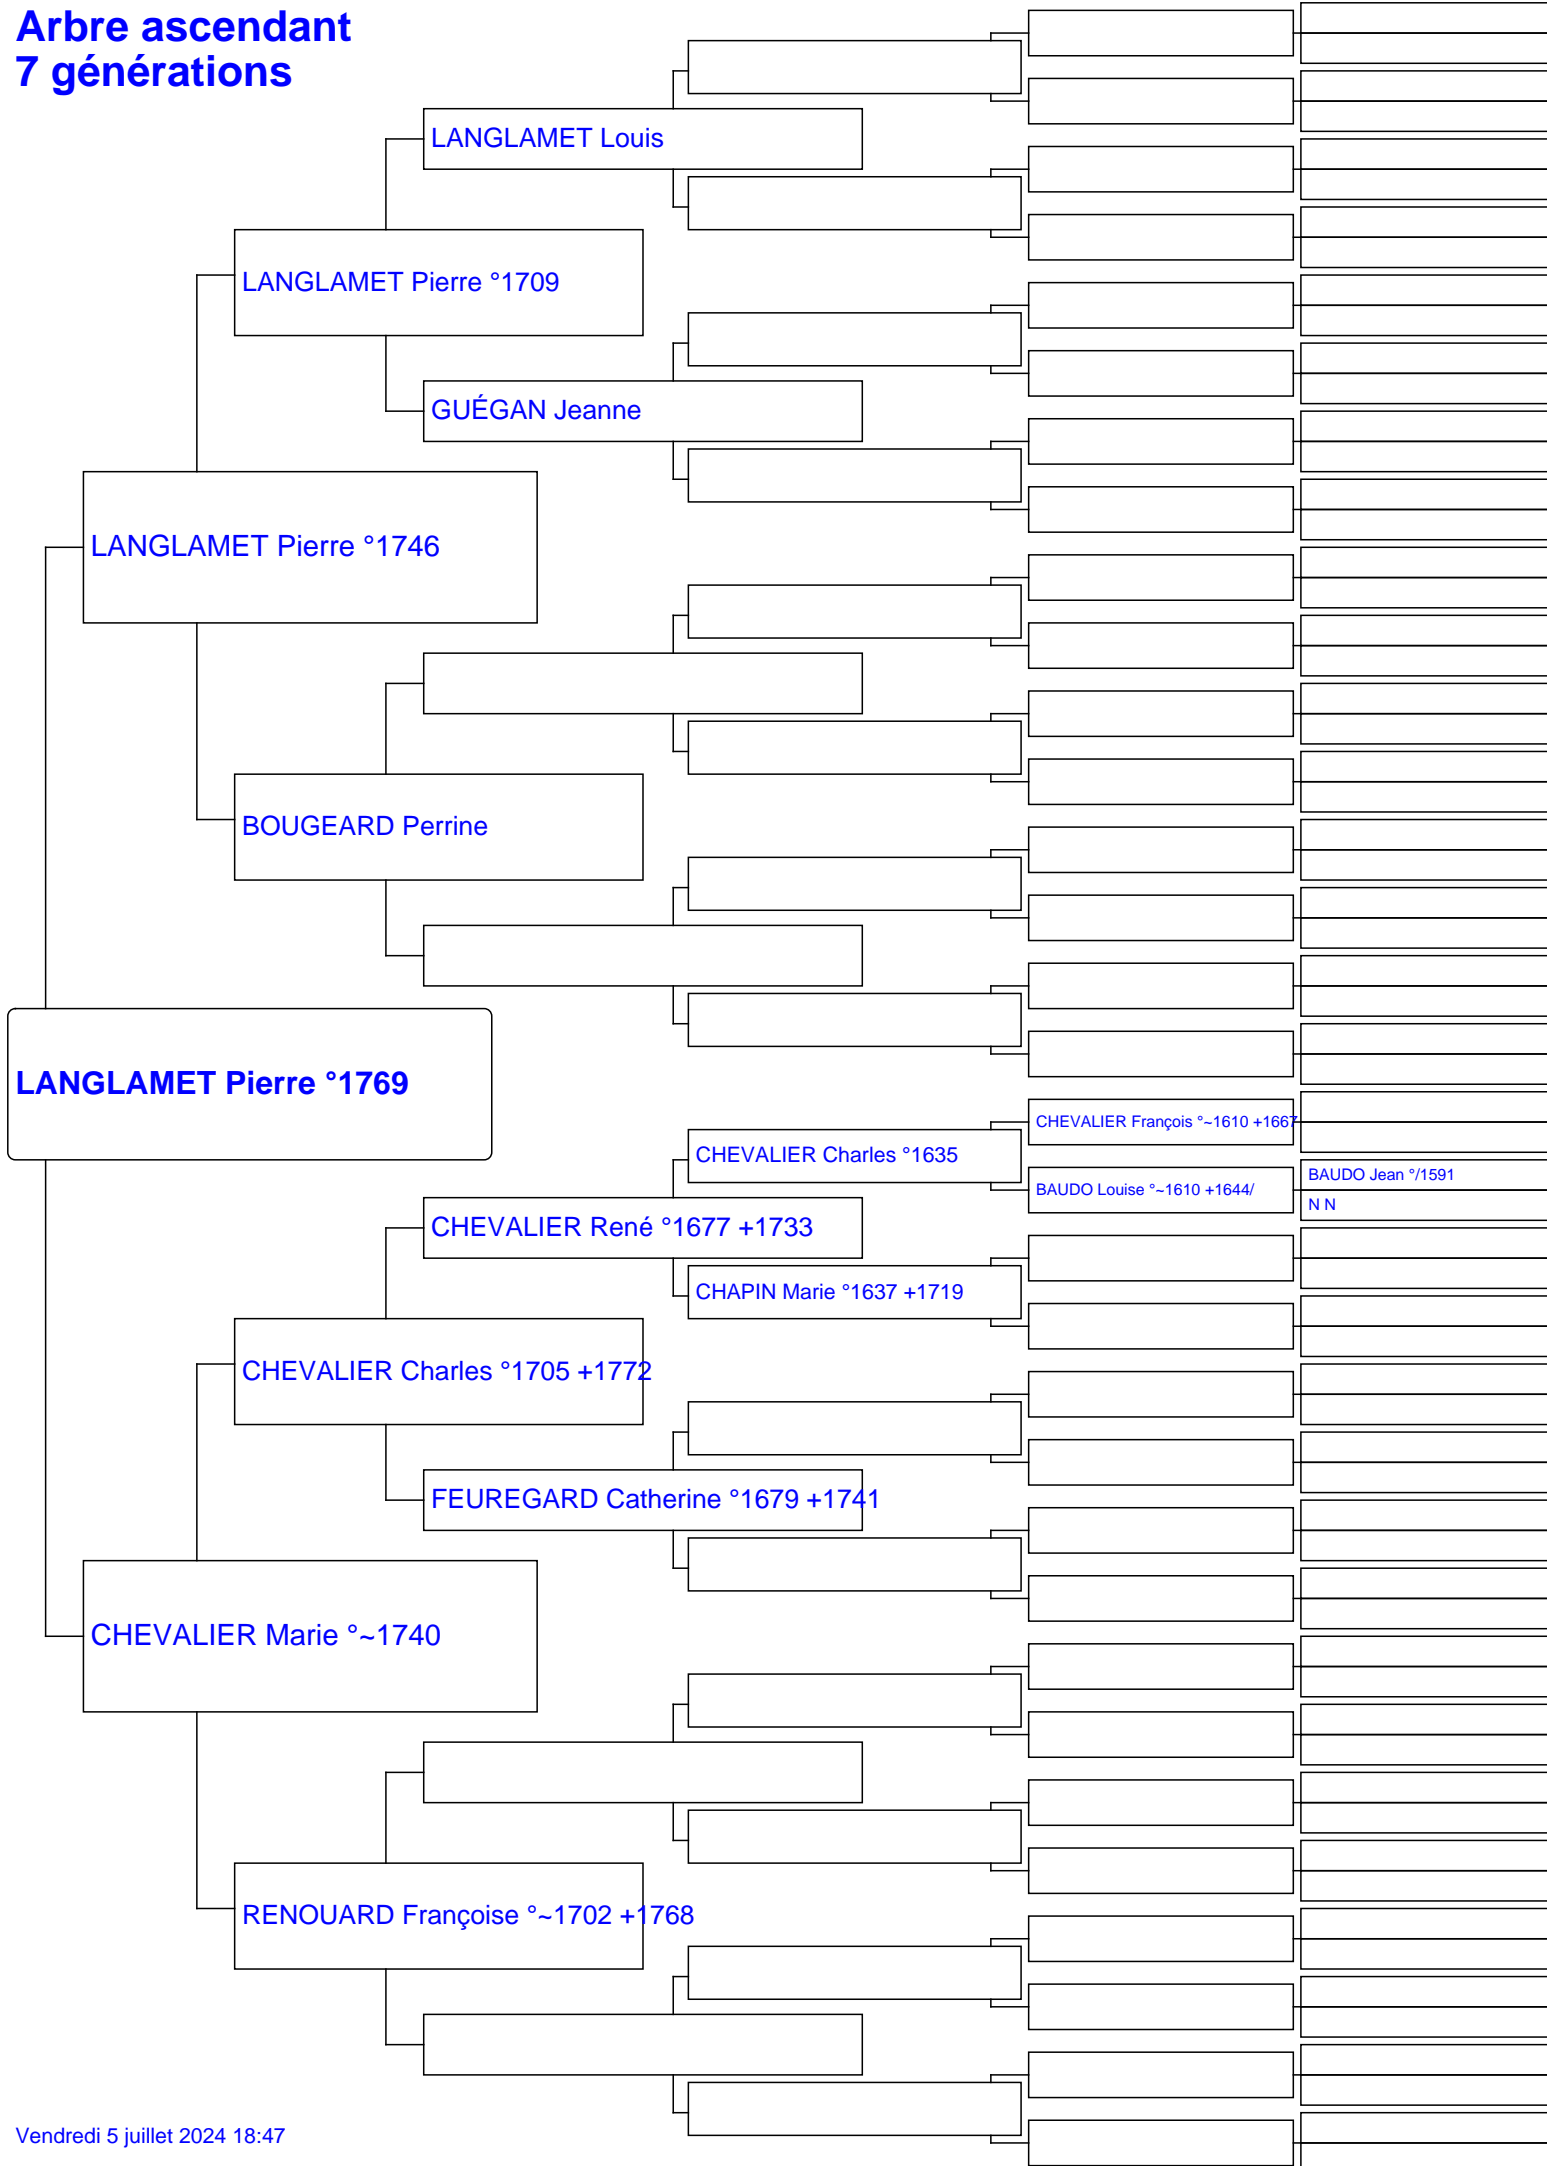 Arbre ascendant
7 générations
LANGLAMET Louis
LANGLAMET Pierre °1709
GUÉGAN Jeanne
LANGLAMET Pierre °1746
BOUGEARD Perrine
LANGLAMET Pierre °1769
CHEVALIER François °~1610 +1667
CHEVALIER Charles °1635
BAUDO Jean °/1591
BAUDO Louise °~1610 +1644/
N N
CHEVALIER René °1677 +1733
CHAPIN Marie °1637 +1719
CHEVALIER Charles °1705 +1772
FEUREGARD Catherine °1679 +1741
CHEVALIER Marie °~1740
RENOUARD Françoise °~1702 +1768
Vendredi 5 juillet 2024 18:47